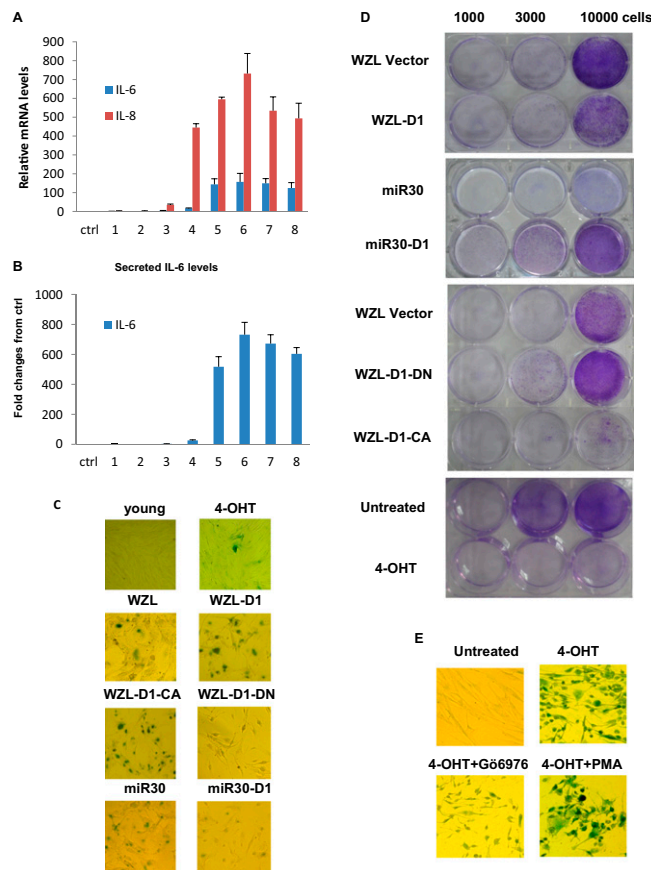 A
Relative mRNA levels
900
800
700
600
500
400
300
200
100
0
IL-6
IL-8
ctrl 1 2 3 4 5 6 7 8
B
Secreted IL-6 levels
Fold changes from ctrl
1000
800
600
400
200
0
IL-6
ctrl 1 2 3 4 5 6 7 8
C
young 4-OHT
WZL WZL-D1
WZL-D1-CA WZL-D1-DN
miR30 miR30-D1
D
1000 3000 10000 cells
WZL Vector
WZL-D1
miR30
miR30-D1
WZL Vector
WZL-D1-DN
WZL-D1-CA
Untreated
4-OHT
E
Untreated 4-OHT
4-OHT+Gö6976 4-OHT+PMA